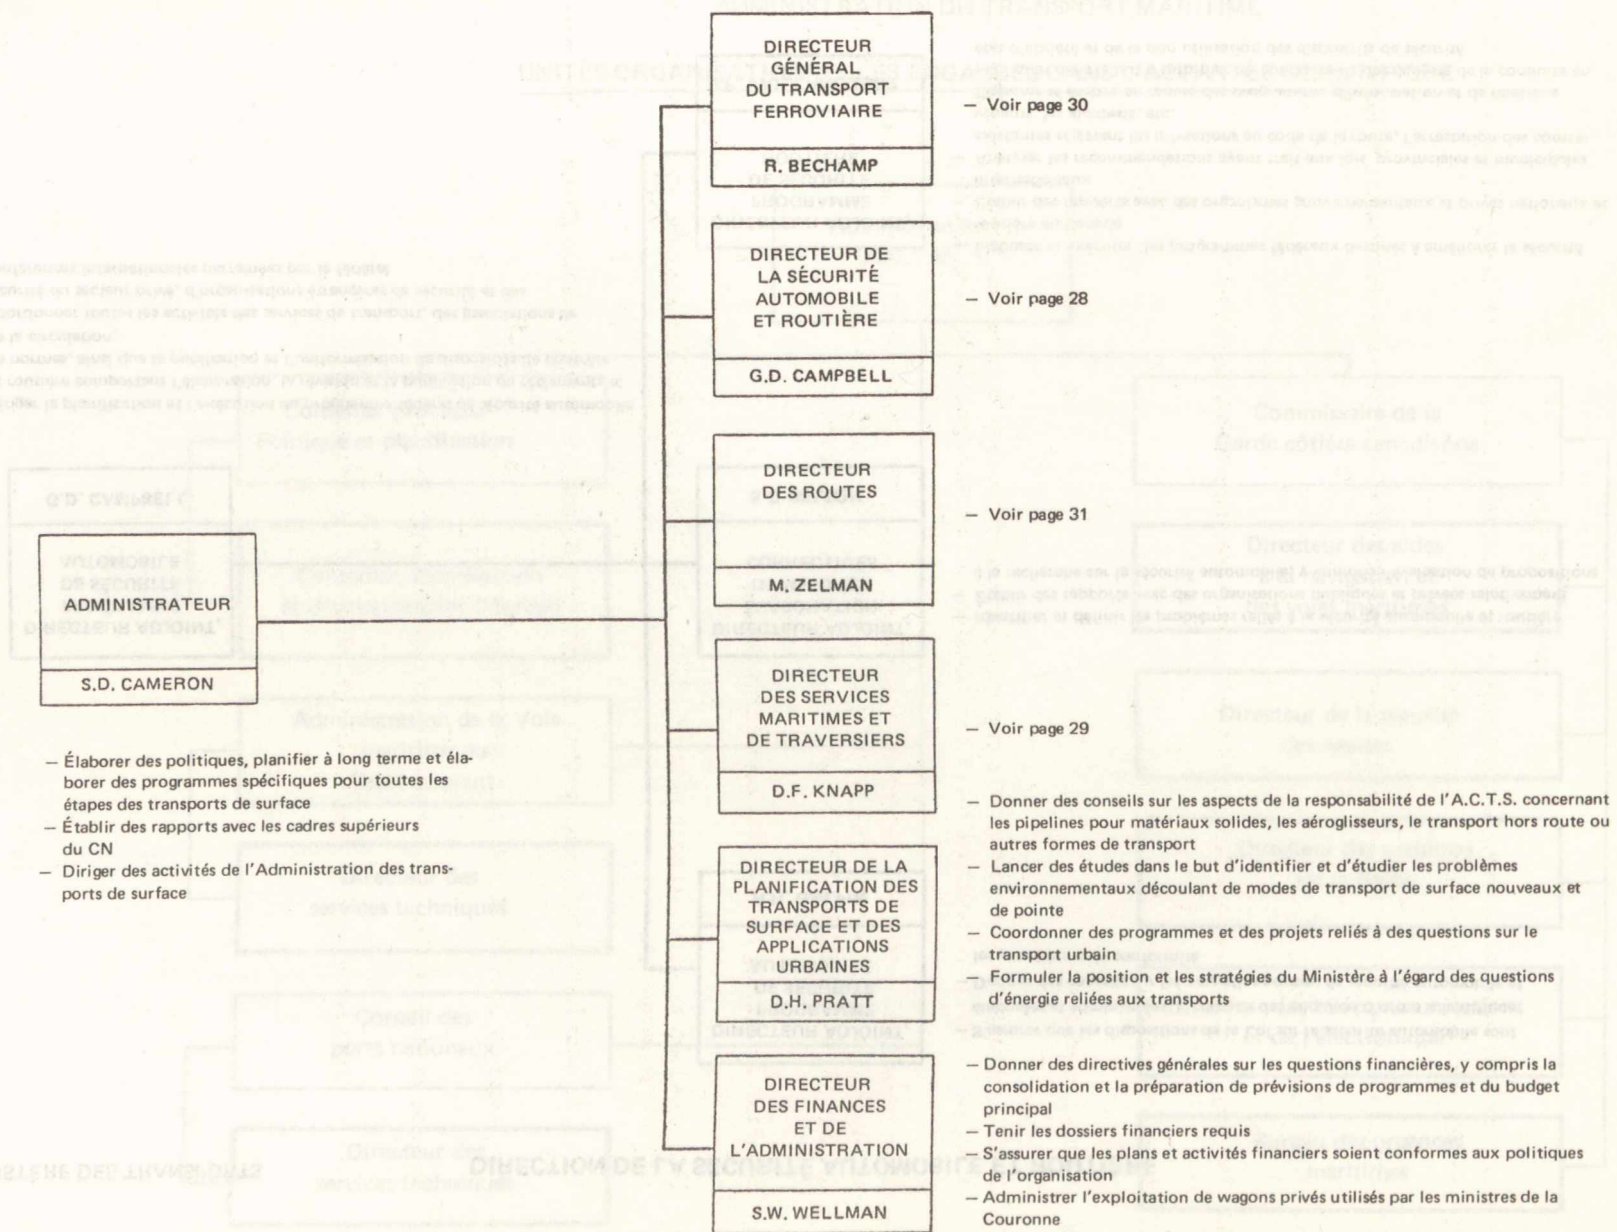 DIRECTEUR
GÉNÉRAL
DU TRANSPORT
FERROVIAIRE
R. BECHAMP
— Voir page 30
DIRECTEUR DE
LA SÉCURITÉ
AUTOMOBILE
ET ROUTIÈRE
G.D. CAMPBELL
— Voir page 28
DIRECTEUR
DES ROUTES
M. ZELMAN
— Voir page 31
ADMINISTRATEUR
S.D. CAMERON
— Élaborer des politiques, planifier à long terme et éla-
borer des programmes spécifiques pour toutes les
étapes des transports de surface
— Établir des rapports avec les cadres supérieurs
du CN
— Diriger des activités de l'Administration des trans-
ports de surface
DIRECTEUR
DES SERVICES
MARITIMES ET
DE TRAVERSIERS
D.F. KNAPP
— Voir page 29
DIRECTEUR DE LA
PLANIFICATION DES
TRANSPORTS DE
SURFACE ET DES
APPLICATIONS
URBAINES
D.H. PRATT
— Donner des conseils sur les aspects de la responsabilité de l'A.C.T.S. concernant
les pipelines pour matériaux solides, les aéroglisseurs, le transport hors route ou
autres formes de transport
— Lancer des études dans le but d'identifier et d'étudier les problèmes
environnementaux découlant de modes de transport de surface nouveaux et
de pointe
— Coordonner des programmes et des projets reliés à des questions sur le
transport urbain
— Formuler la position et les stratégies du Ministère à l'égard des questions
d'énergie reliées aux transports
DIRECTEUR
DES FINANCES
ET DE
L'ADMINISTRATION
S.W. WELLMAN
— Donner des directives générales sur les questions financières, y compris la
consolidation et la préparation de prévisions de programmes et du budget
principal
— Tenir les dossiers financiers requis
— S'assurer que les plans et activités financiers soient conformes aux politiques
de l'organisation
— Administrer l'exploitation de wagons privés utilisés par les ministres de la
Couronne